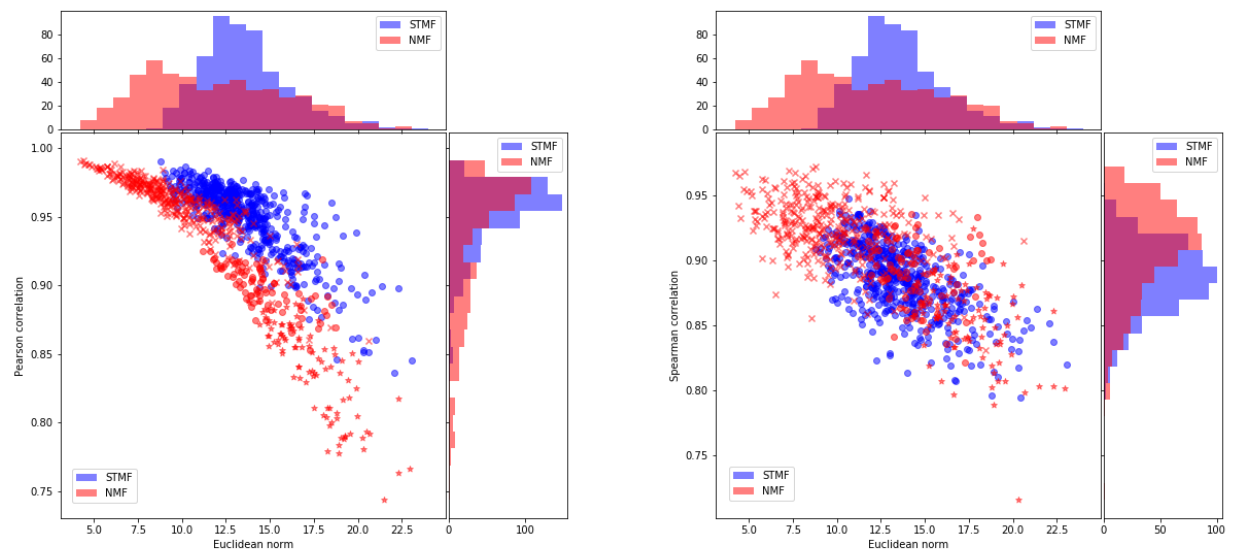 80
60
40
20
0
STMF
NMF
1.00
0.95
0.90
0.85
0.80
0.75
Pearson correlation
STMF
NMF
5.0 7.5 10.0 12.5 15.0 17.5 20.0 22.5
Euclidean norm
STMF
NMF
0 100
80
60
40
20
0
STMF
NMF
0.95
0.90
0.85
0.80
0.75
Spearman correlation
STMF
NMF
5.0 7.5 10.0 12.5 15.0 17.5 20.0 22.5
Euclidean norm
STMF
NMF
0 50 100